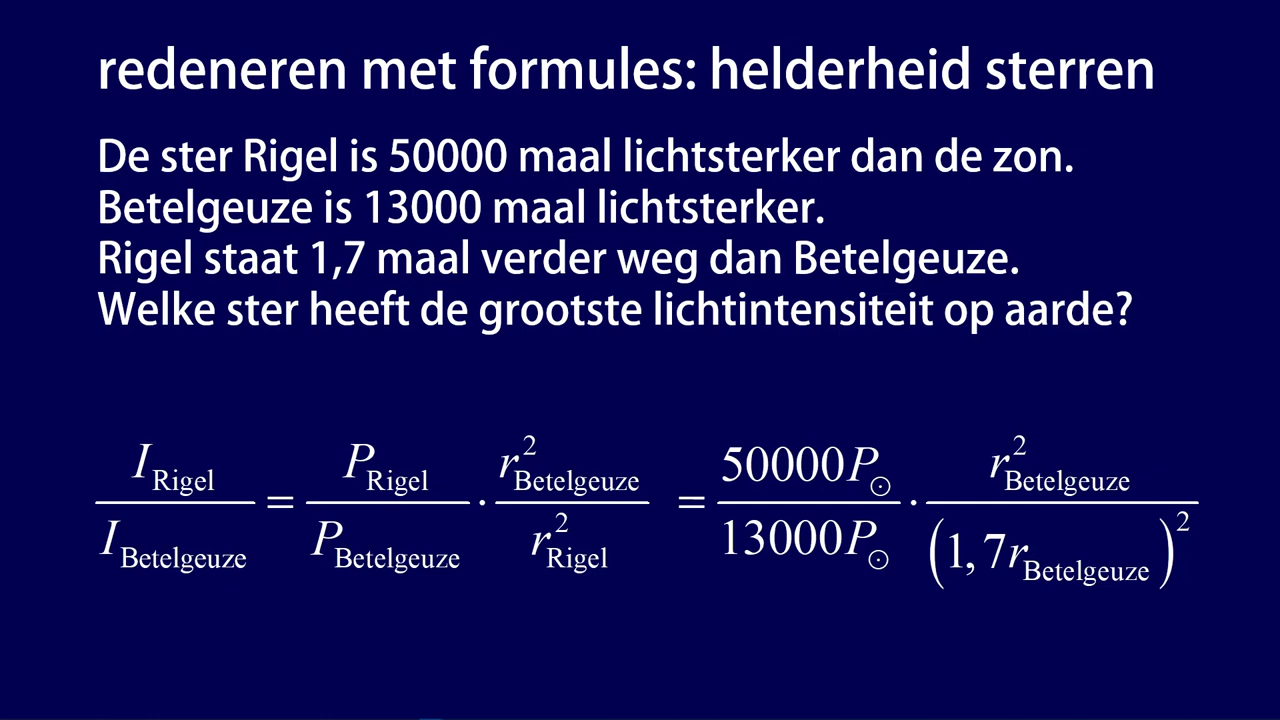 redeneren met formules: helderheid sterren
De ster Rigel is 50000 maal lichtsterker dan de zon.
Betelgeuze is 13000 maal lichtsterker.
Rigel staat 1,7 maal verder weg dan Betelgeuze.
Welke ster heeft de grootste lichtintensiteit op aarde?
I_Rigel / I_Betelgeuze = P_Rigel / P_Betelgeuze · r²_Betelgeuze / r²_Rigel = 50000P_☉ / 13000P_☉ · r²_Betelgeuze / (1,7r_Betelgeuze)²